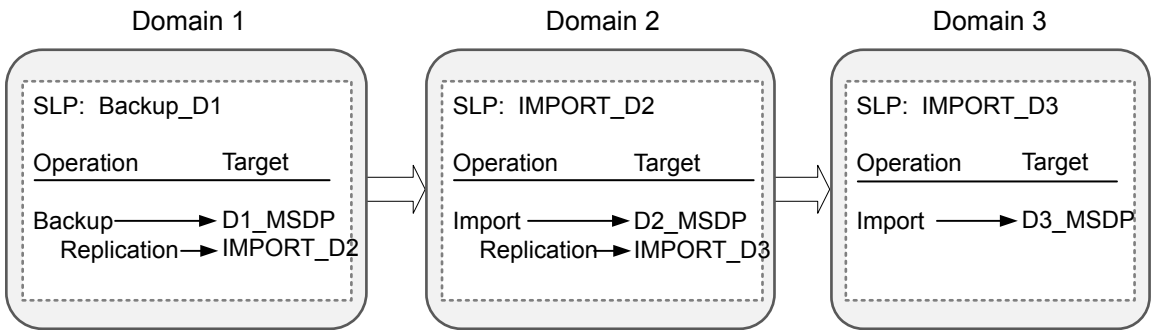 Domain 1
Domain 2
Domain 3
SLP: Backup_D1
Operation Target
Backup D1_MSDP
Replication IMPORT_D2
SLP: IMPORT_D2
Operation Target
Import D2_MSDP
Replication IMPORT_D3
SLP: IMPORT_D3
Operation Target
Import D3_MSDP